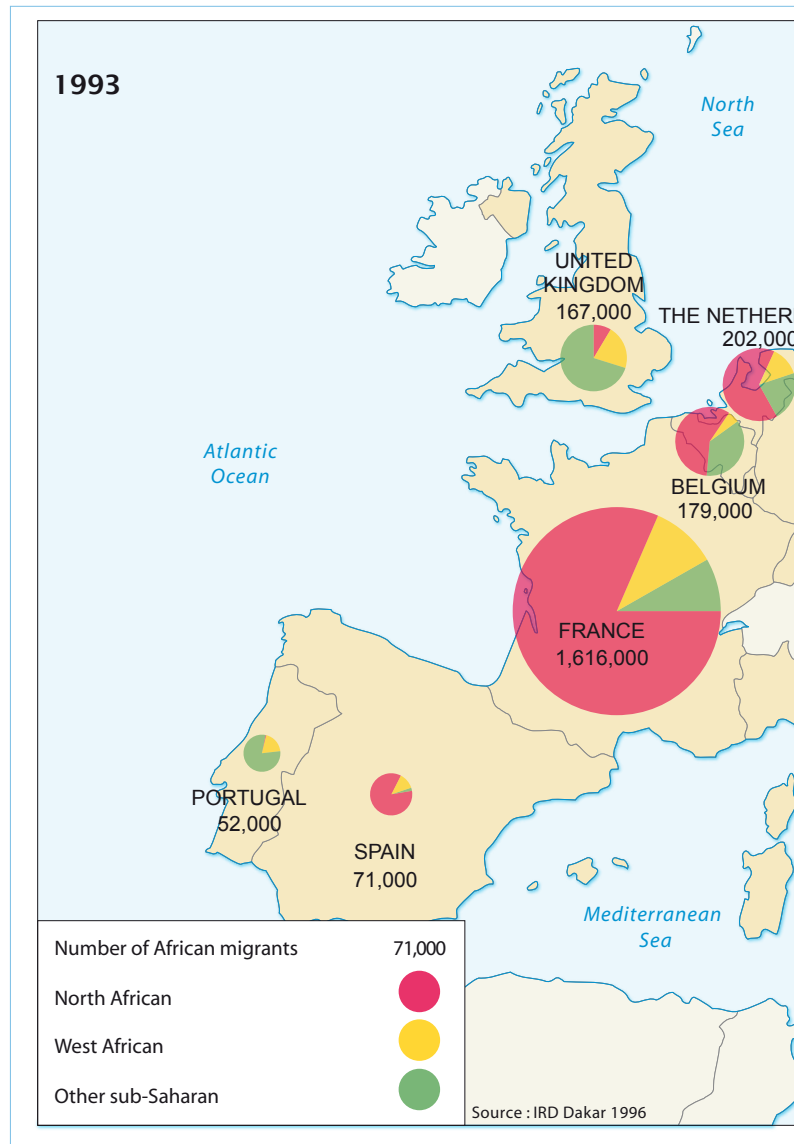 1993
North
Sea
UNITED
KINGDOM
167,000
THE NETHER
202,000
Atlantic
Ocean
BELGIUM
179,000
FRANCE
1,616,000
PORTUGAL
52,000
SPAIN
71,000
Mediterranean
Sea
Number of African migrants 71,000
North African
West African
Other sub-Saharan
Source : IRD Dakar 1996